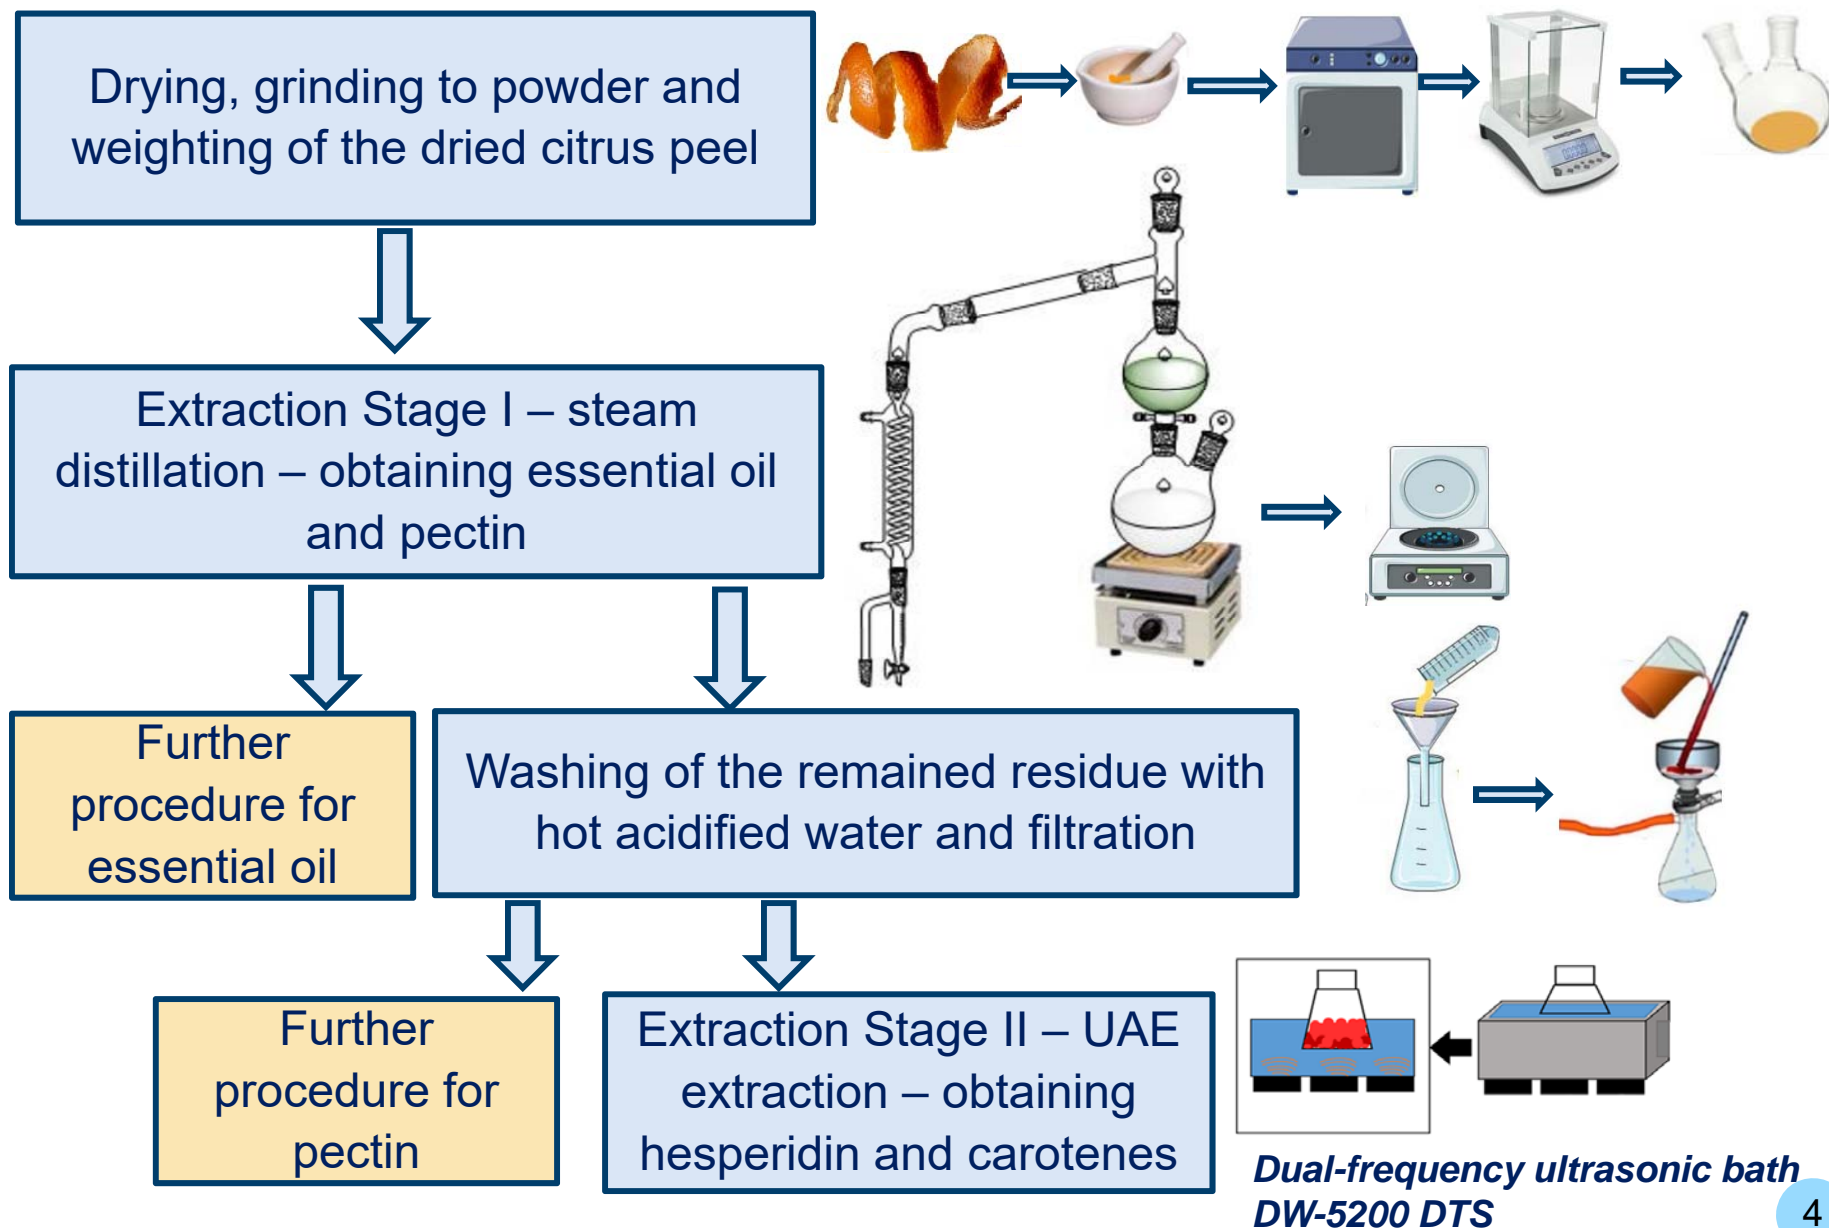 Drying, grinding to powder and
weighting of the dried citrus peel
Extraction Stage I – steam
distillation – obtaining essential oil
and pectin
Further
procedure for
essential oil
Washing of the remained residue with
hot acidified water and filtration
Further
procedure for
pectin
Extraction Stage II – UAE
extraction – obtaining
hesperidin and carotenes
Dual-frequency ultrasonic bath
DW-5200 DTS
4